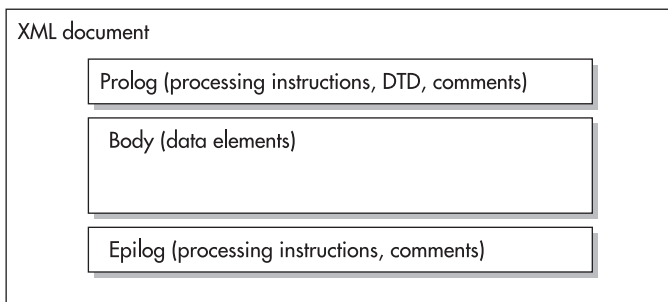 XML document
Prolog (processing instructions, DTD, comments)
Body (data elements)
Epilog (processing instructions, comments)